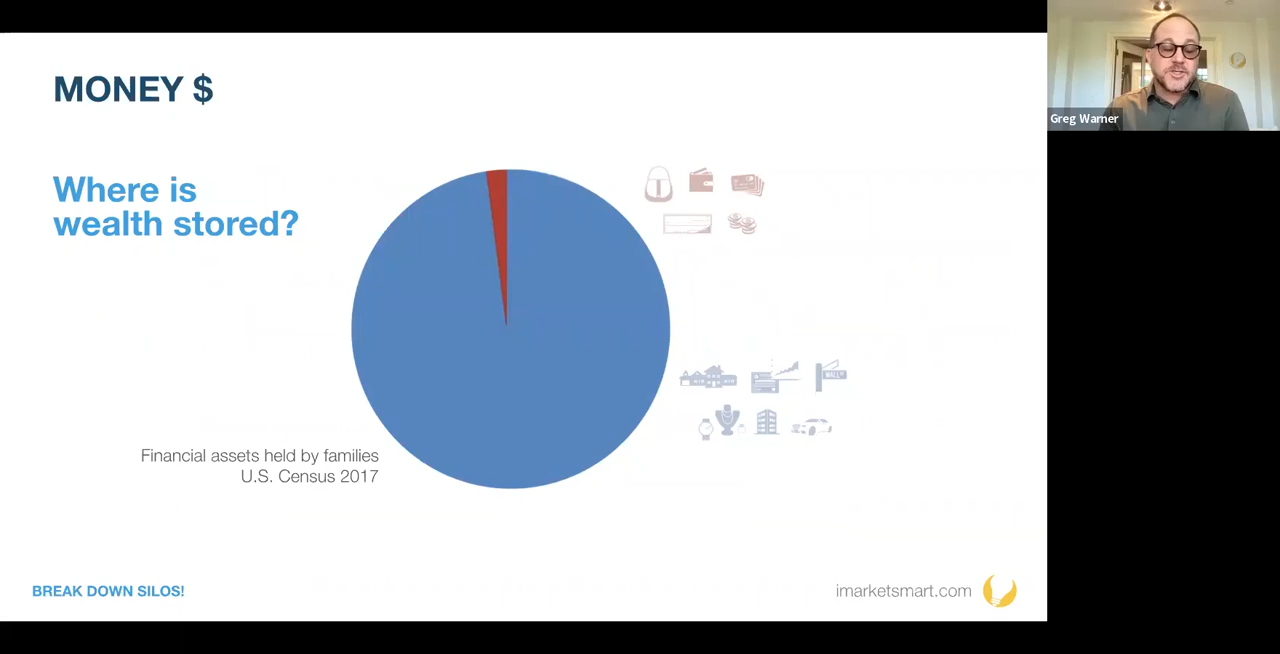 MONEY $
Where is
wealth stored?
Financial assets held by families
U.S. Census 2017
BREAK DOWN SILOS!
imarketsmart.com
Greg Warner
WALL